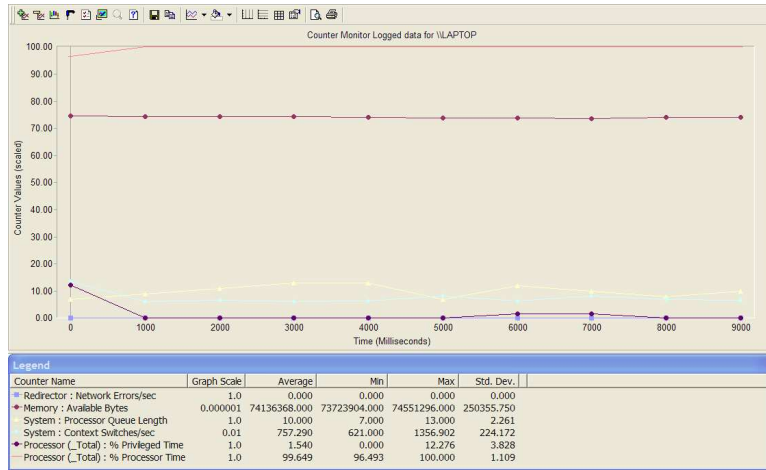 Counter Monitor Logged data for \\LAPTOP
100.00
90.00
80.00
70.00
60.00
50.00
40.00
30.00
20.00
10.00
0.00
Counter Values (scaled)
0 1000 2000 3000 4000 5000 6000 7000 8000 9000
Time (Milliseconds)
Legend
Counter Name Graph Scale Average Min Max Std. Dev.
Redirector : Network Errors/sec 1.0 0.000 0.000 0.000 0.000
Memory : Available Bytes 0.000001 74136368.000 73723904.000 74551296.000 250355.750
System : Processor Queue Length 1.0 10.000 7.000 13.000 2.261
System : Context Switches/sec 0.01 757.290 621.000 1356.902 224.172
Processor (_Total) : % Privileged Time 1.0 1.540 0.000 12.276 3.828
Processor (_Total) : % Processor Time 1.0 99.649 96.493 100.000 1.109